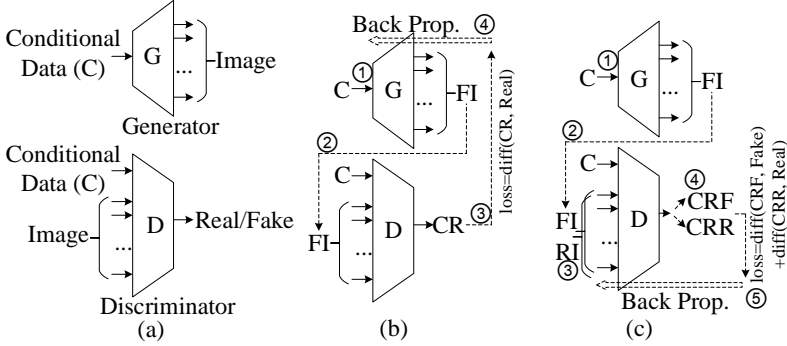 Conditional
Data (C)
G
...
Image
Generator
Conditional
Data (C)
Image
D
...
Real/Fake
Discriminator
(a)
Back Prop. ④
①
C
G
...
FI
②
C
D
FI
...
CR
③
loss=diff(CR, Real)
(b)
①
C
G
...
FI
②
C
D
FI
RI
③
...
④
CRF
CRR
loss=diff(CRF, Fake)
+diff(CRR, Real)
Back Prop. ⑤
(c)